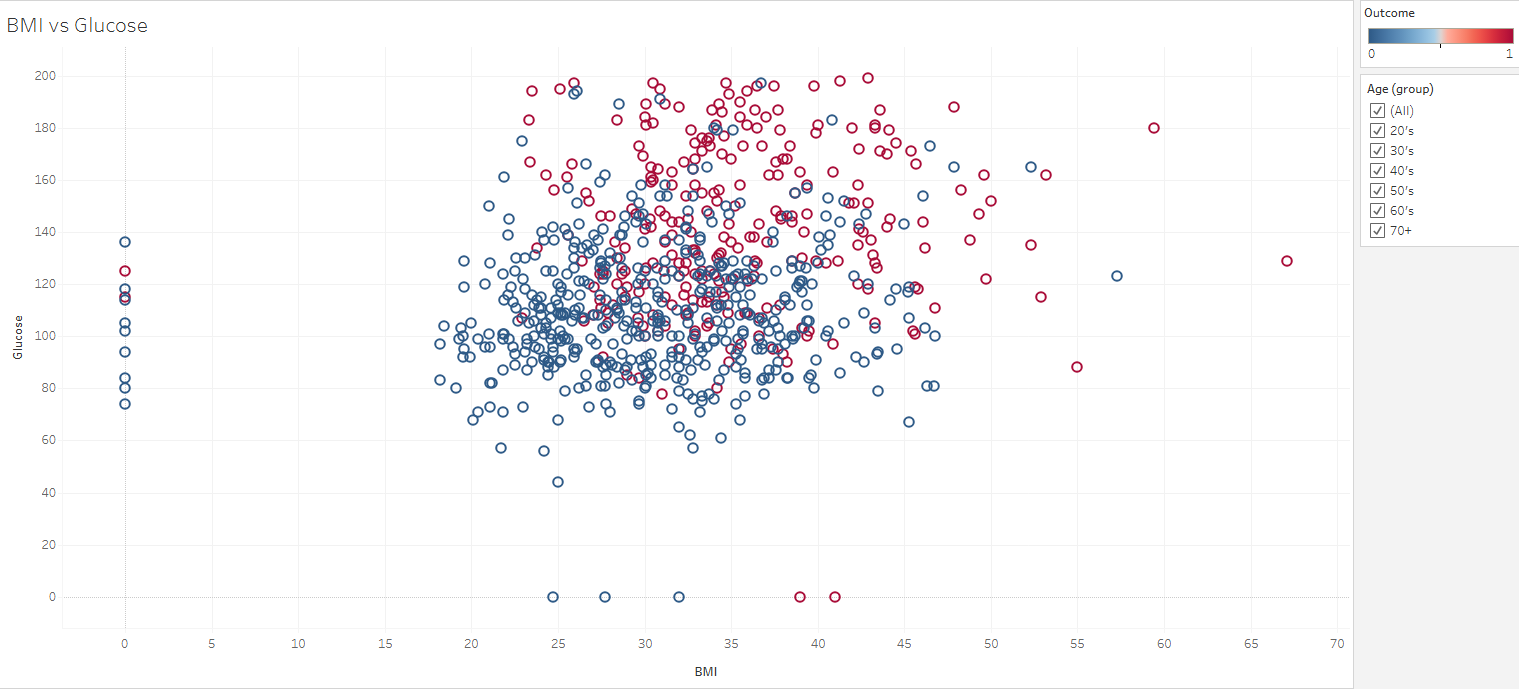 BMI vs Glucose
200
180
160
140
120
100
80
60
40
20
0
Glucose
0 5 10 15 20 25 30 35 40 45 50 55 60 65 70
BMI
Outcome
0 1
Age (group)
(All)
20's
30's
40's
50's
60's
70+